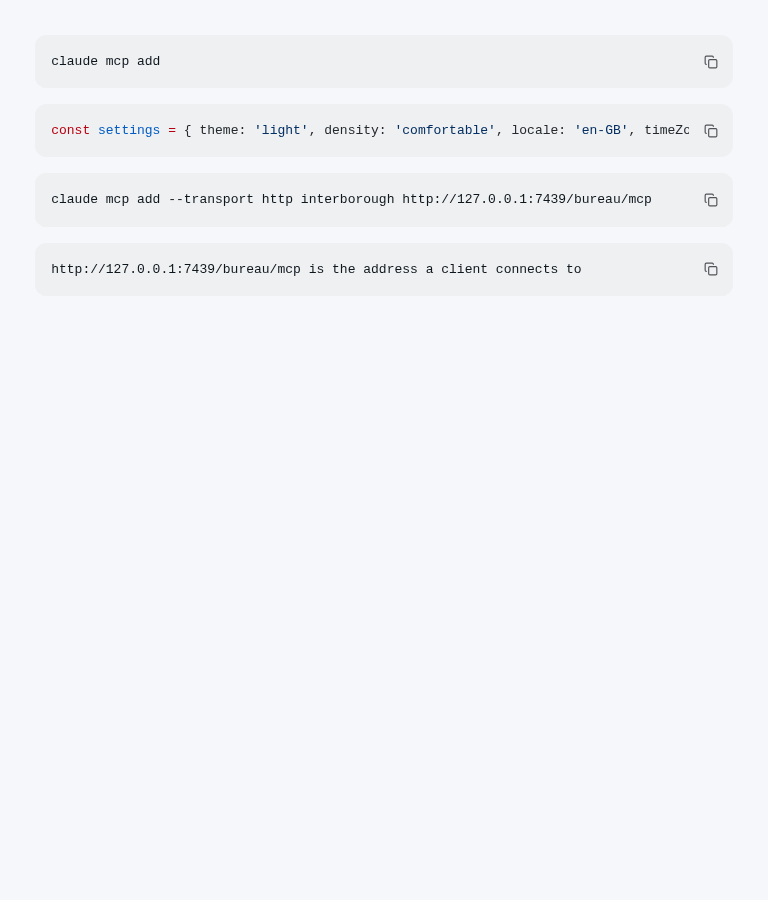 claude mcp add
const settings = { theme: 'light', density: 'comfortable', locale: 'en-GB',
claude mcp add --transport http interborough http://127.0.0.1:7439/bureau/mcp
http://127.0.0.1:7439/bureau/mcp is the address a client connects to